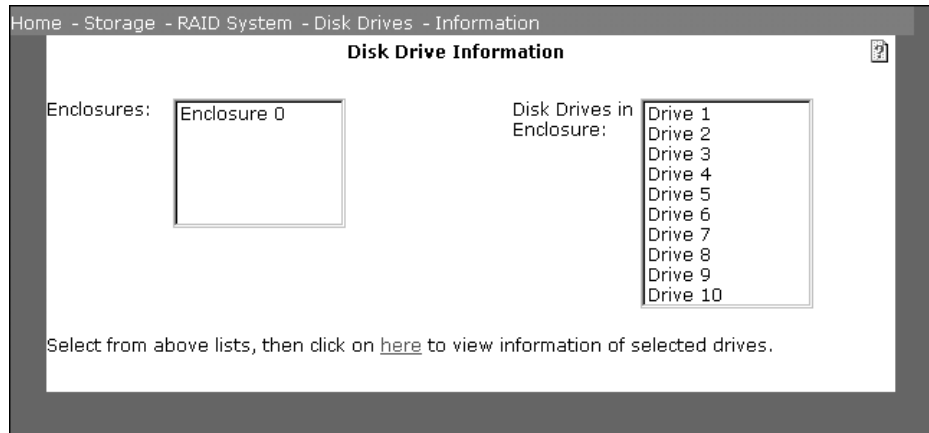 Home - Storage - RAID System - Disk Drives - Information
Disk Drive Information
Enclosures:
Enclosure 0
Disk Drives in
Enclosure:
Drive 1
Drive 2
Drive 3
Drive 4
Drive 5
Drive 6
Drive 7
Drive 8
Drive 9
Drive 10
Select from above lists, then click on here to view information of selected drives.